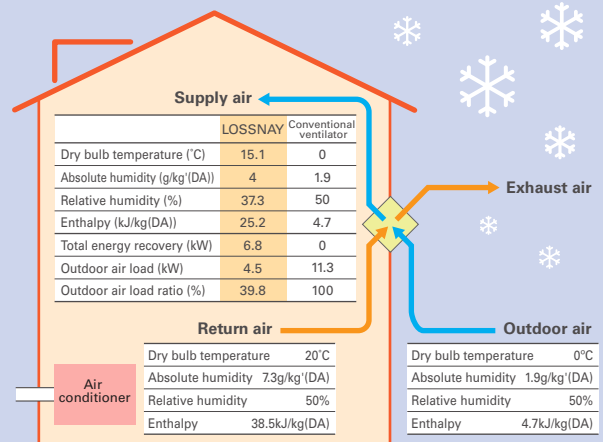 Supply air
LOSSNAY Conventional ventilator
Dry bulb temperature (˚C) 15.1 0
Absolute humidity (g/kg'(DA)) 4 1.9
Relative humidity (%) 37.3 50
Enthalpy (kJ/kg(DA)) 25.2 4.7
Total energy recovery (kW) 6.8 0
Outdoor air load (kW) 4.5 11.3
Outdoor air load ratio (%) 39.8 100
Exhaust air
Return air
Dry bulb temperature 20˚C
Absolute humidity 7.3g/kg'(DA)
Relative humidity 50%
Enthalpy 38.5kJ/kg(DA)
Outdoor air
Dry bulb temperature 0ºC
Absolute humidity 1.9g/kg'(DA)
Relative humidity 50%
Enthalpy 4.7kJ/kg(DA)
Air
conditioner